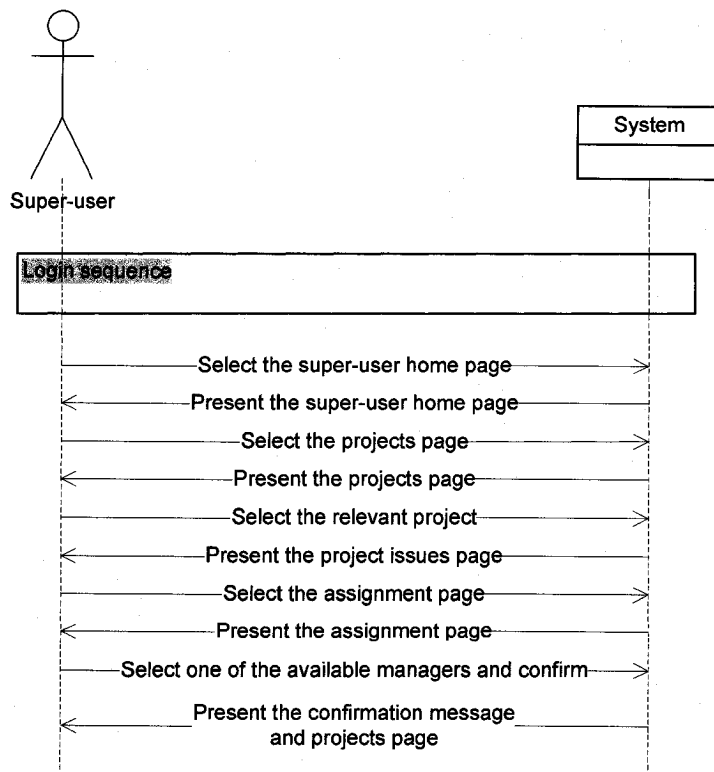 System
Super-user
Login sequence
Select the super-user home page
Present the super-user home page
Select the projects page
Present the projects page
Select the relevant project
Present the project issues page
Select the assignment page
Present the assignment page
Select one of the available managers and confirm
Present the confirmation message
and projects page